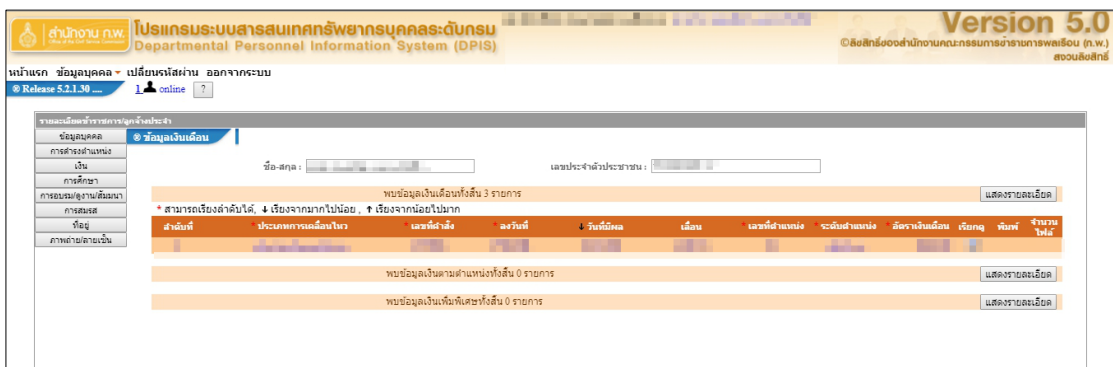 สำนักงาน ก.พ. โปรแกรมระบบสารสนเทศทรัพยากรบุคคลระดับกรม Version 5.0
Departmental Personnel Information System (DPIS) ©ลิขสิทธิ์ของสำนักงานคณะกรรมการข้าราชการพลเรือน (ก.พ.)
สงวนลิขสิทธิ์
หน้าแรก ข้อมูลบุคคล เปลี่ยนรหัสผ่าน ออกจากระบบ
® Release 5.2.1.30 .... 1 online ?
รายละเอียดข้าราชการ/ลูกจ้างประจำ
ข้อมูลบุคคล ® ข้อมูลเงินเดือน
การดำรงตำแหน่ง
เงิน ชื่อ-สกุล : เลขประจำตัวประชาชน :
การศึกษา
การอบรม/ดูงาน/สัมมนา พบข้อมูลเงินเดือนทั้งสิ้น 3 รายการ แสดงรายละเอียด
การสมรส * สามารถเรียงลำดับได้, ↓ เรียงจากมากไปน้อย , ↑ เรียงจากน้อยไปมาก
ที่อยู่ ลำดับที่ * ประเภทการเคลื่อนไหว * เลขที่คำสั่ง * ลงวันที่ ↓ วันที่มีผล เลื่อน * เลขที่ตำแหน่ง * ระดับตำแหน่ง * อัตราเงินเดือน เรียกดู พิมพ์ จำนวนไฟล์
ภาพถ่าย/ลายเซ็น
พบข้อมูลเงินตามตำแหน่งทั้งสิ้น 0 รายการ แสดงรายละเอียด
พบข้อมูลเงินเพิ่มพิเศษทั้งสิ้น 0 รายการ แสดงรายละเอียด